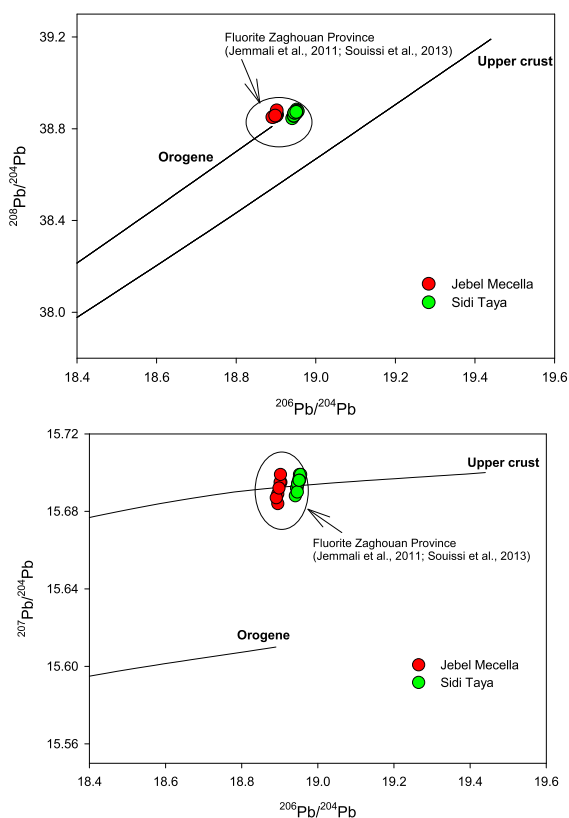 39.2
38.8
38.4
38.0
²⁰⁸Pb/²⁰⁴Pb
Fluorite Zaghouan Province
(Jemmali et al., 2011; Souissi et al., 2013)
Upper crust
Orogene
Jebel Mecella
Sidi Taya
18.4 18.6 18.8 19.0 19.2 19.4 19.6
²⁰⁶Pb/²⁰⁴Pb
15.72
15.68
15.64
15.60
15.56
²⁰⁷Pb/²⁰⁴Pb
Upper crust
Fluorite Zaghouan Province
(Jemmali et al., 2011; Souissi et al., 2013)
Orogene
Jebel Mecella
Sidi Taya
18.4 18.6 18.8 19.0 19.2 19.4 19.6
²⁰⁶Pb/²⁰⁴Pb